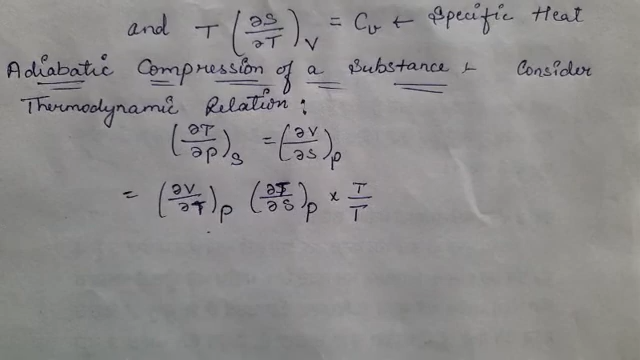 and T (∂S/∂T)_V = C_v ← Specific Heat
Adiabatic Compression of a Substance :- Consider
Thermodynamic Relation :
(∂T/∂P)_S = (∂V/∂S)_P
= (∂V/∂T)_P (∂T/∂S)_P × T/T